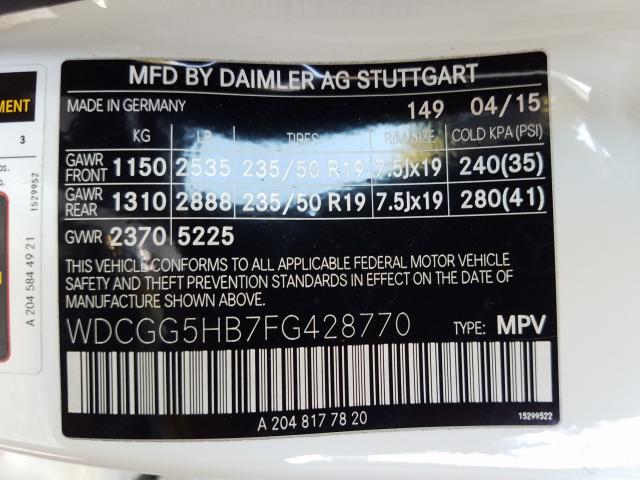 MFD BY DAIMLER AG STUTTGART
MADE IN GERMANY 149 04/15
KG LB TIRES RIM SIZE COLD KPA (PSI)
GAWR FRONT 1150 2535 235/50 R19 7.5Jx19 240(35)
GAWR REAR 1310 2888 235/50 R19 7.5Jx19 280(41)
GVWR 2370 5225
THIS VEHICLE CONFORMS TO ALL APPLICABLE FEDERAL MOTOR VEHICLE
SAFETY AND THEFT PREVENTION STANDARDS IN EFFECT ON THE DATE OF
MANUFACTURE SHOWN ABOVE.
WDCGG5HB7FG428770 TYPE: MPV
A 204 817 78 20
15299522
3
1529952
A 204 584 49 21